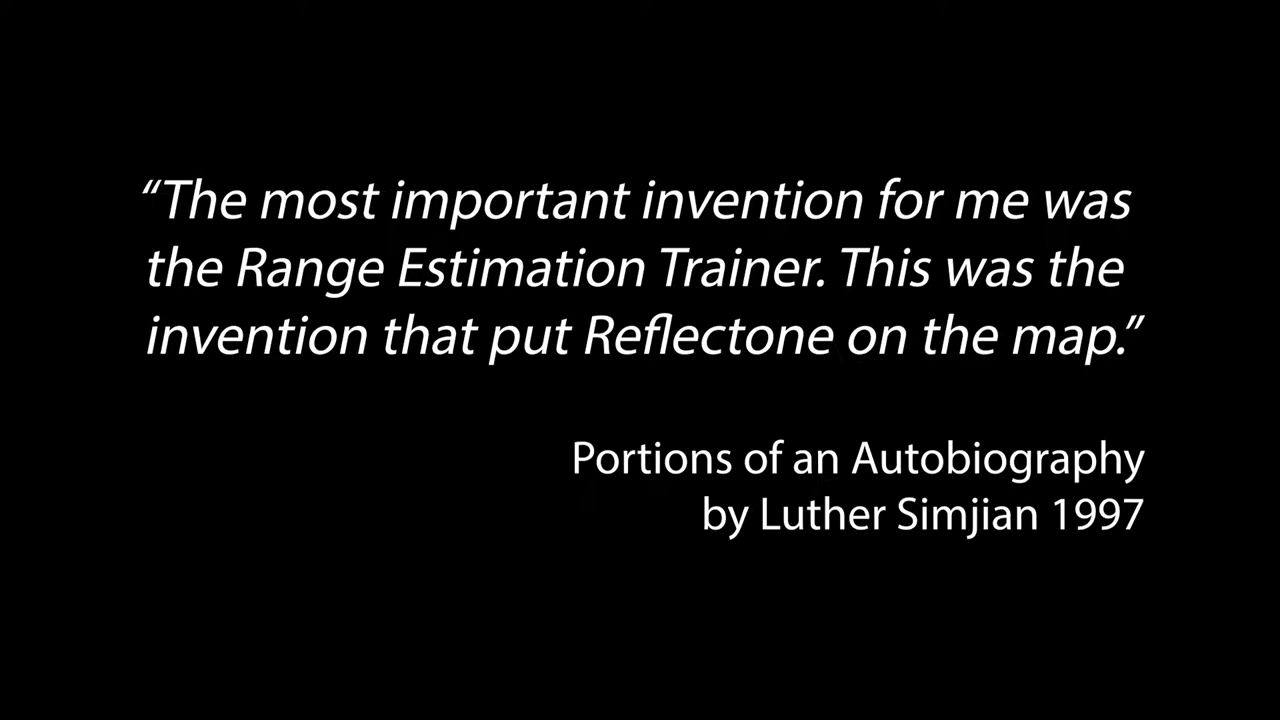 “The most important invention for me was
the Range Estimation Trainer. This was the
invention that put Reflectone on the map.”
Portions of an Autobiography
by Luther Simjian 1997